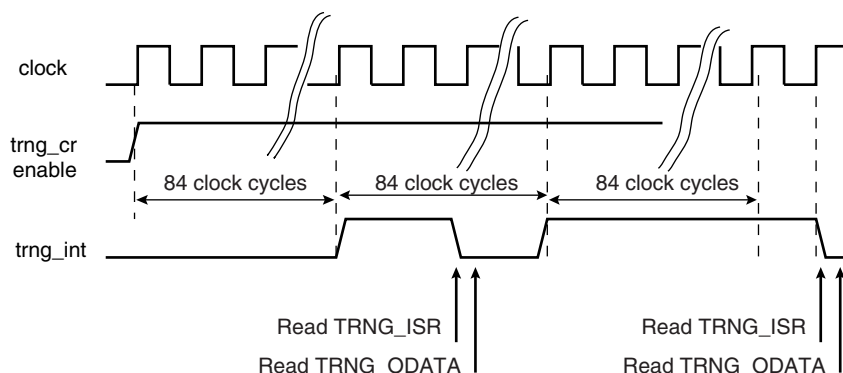 clock
trng_cr
enable
84 clock cycles
84 clock cycles
84 clock cycles
trng_int
Read TRNG_ISR
Read TRNG_ISR
Read TRNG_ODATA
Read TRNG_ODATA